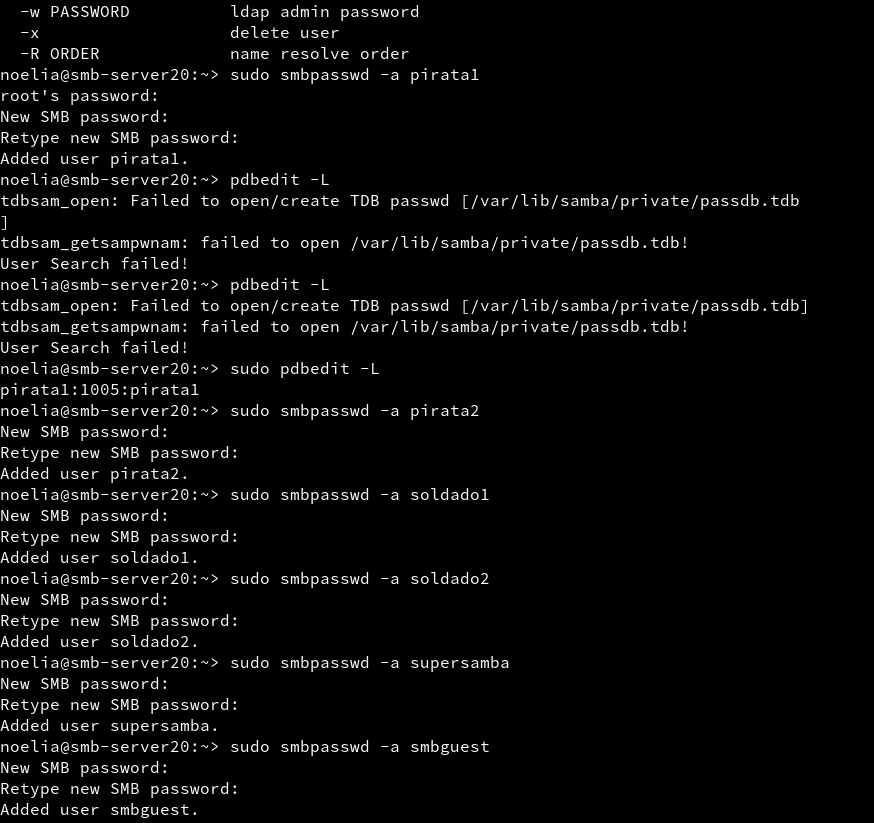 -w PASSWORD          ldap admin password
  -x                   delete user
  -R ORDER             name resolve order
noelia@smb-server20:~> sudo smbpasswd -a pirata1
root's password:
New SMB password:
Retype new SMB password:
Added user pirata1.
noelia@smb-server20:~> pdbedit -L
tdbsam_open: Failed to open/create TDB passwd [/var/lib/samba/private/passdb.tdb
]
tdbsam_getsampwnam: failed to open /var/lib/samba/private/passdb.tdb!
User Search failed!
noelia@smb-server20:~> pdbedit -L
tdbsam_open: Failed to open/create TDB passwd [/var/lib/samba/private/passdb.tdb]
tdbsam_getsampwnam: failed to open /var/lib/samba/private/passdb.tdb!
User Search failed!
noelia@smb-server20:~> sudo pdbedit -L
pirata1:1005:pirata1
noelia@smb-server20:~> sudo smbpasswd -a pirata2
New SMB password:
Retype new SMB password:
Added user pirata2.
noelia@smb-server20:~> sudo smbpasswd -a soldado1
New SMB password:
Retype new SMB password:
Added user soldado1.
noelia@smb-server20:~> sudo smbpasswd -a soldado2
New SMB password:
Retype new SMB password:
Added user soldado2.
noelia@smb-server20:~> sudo smbpasswd -a supersamba
New SMB password:
Retype new SMB password:
Added user supersamba.
noelia@smb-server20:~> sudo smbpasswd -a smbguest
New SMB password:
Retype new SMB password:
Added user smbguest.